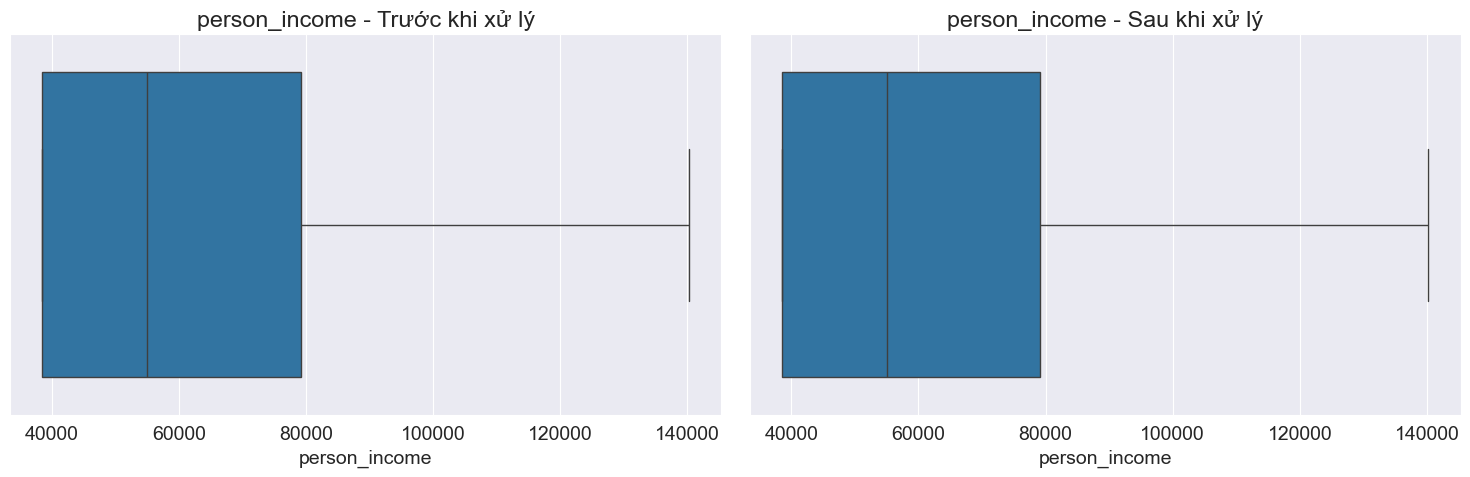 person_income - Trước khi xử lý
40000 60000 80000 100000 120000 140000
person_income
person_income - Sau khi xử lý
40000 60000 80000 100000 120000 140000
person_income